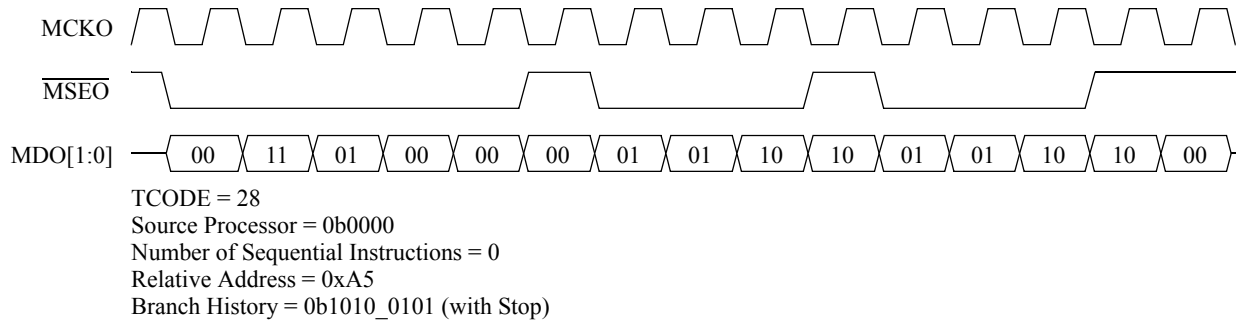 MCKO
MSEO
MDO[1:0] 00 11 01 00 00 00 01 01 10 10 01 01 10 10 00
TCODE = 28
Source Processor = 0b0000
Number of Sequential Instructions = 0
Relative Address = 0xA5
Branch History = 0b1010_0101 (with Stop)